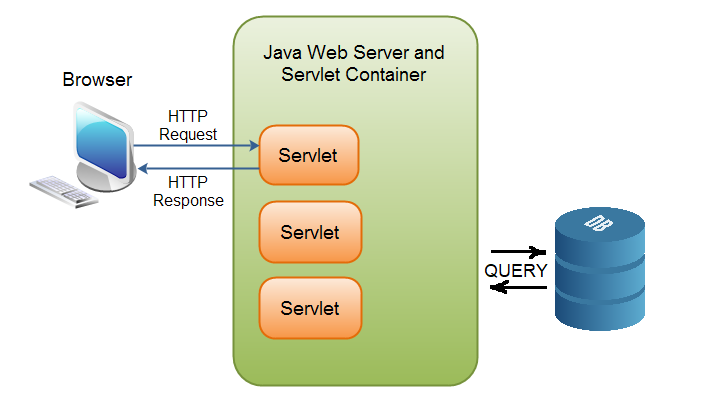 Java Web Server and
Servlet Container
Browser
HTTP
Request
Servlet
HTTP
Response
Servlet
Servlet
QUERY
DB